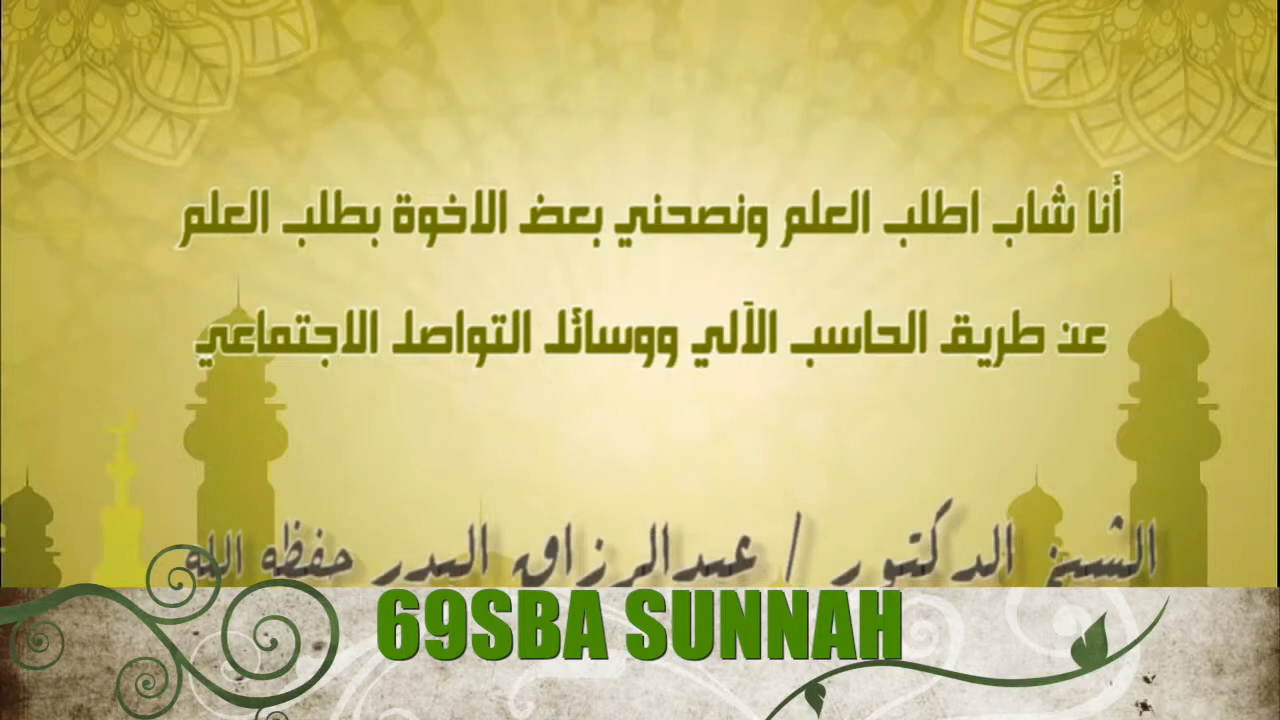 أنا شاب اطلب العلم ونصحني بعض الاخوة بطلب العلم
عن طريق الحاسب الآلي ووسائل التواصل الاجتماعي
الشيخ الدكتور / عبدالرزاق البدر حفظه الله
69SBA SUNNAH